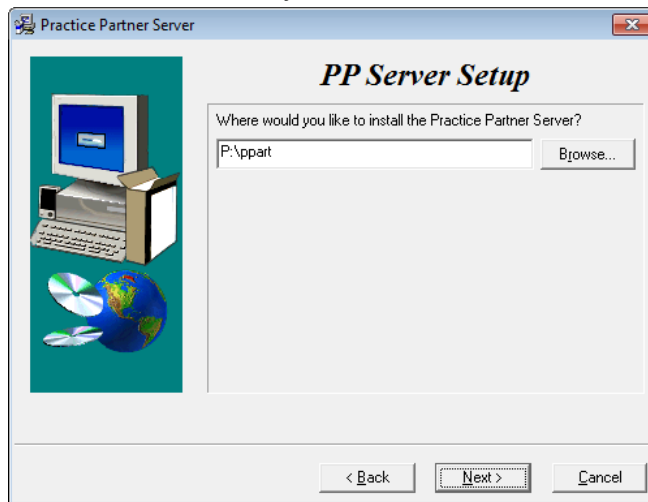 Practice Partner Server
PP Server Setup
Where would you like to install the Practice Partner Server?
P:\ppart
Browse...
< Back
Next >
Cancel